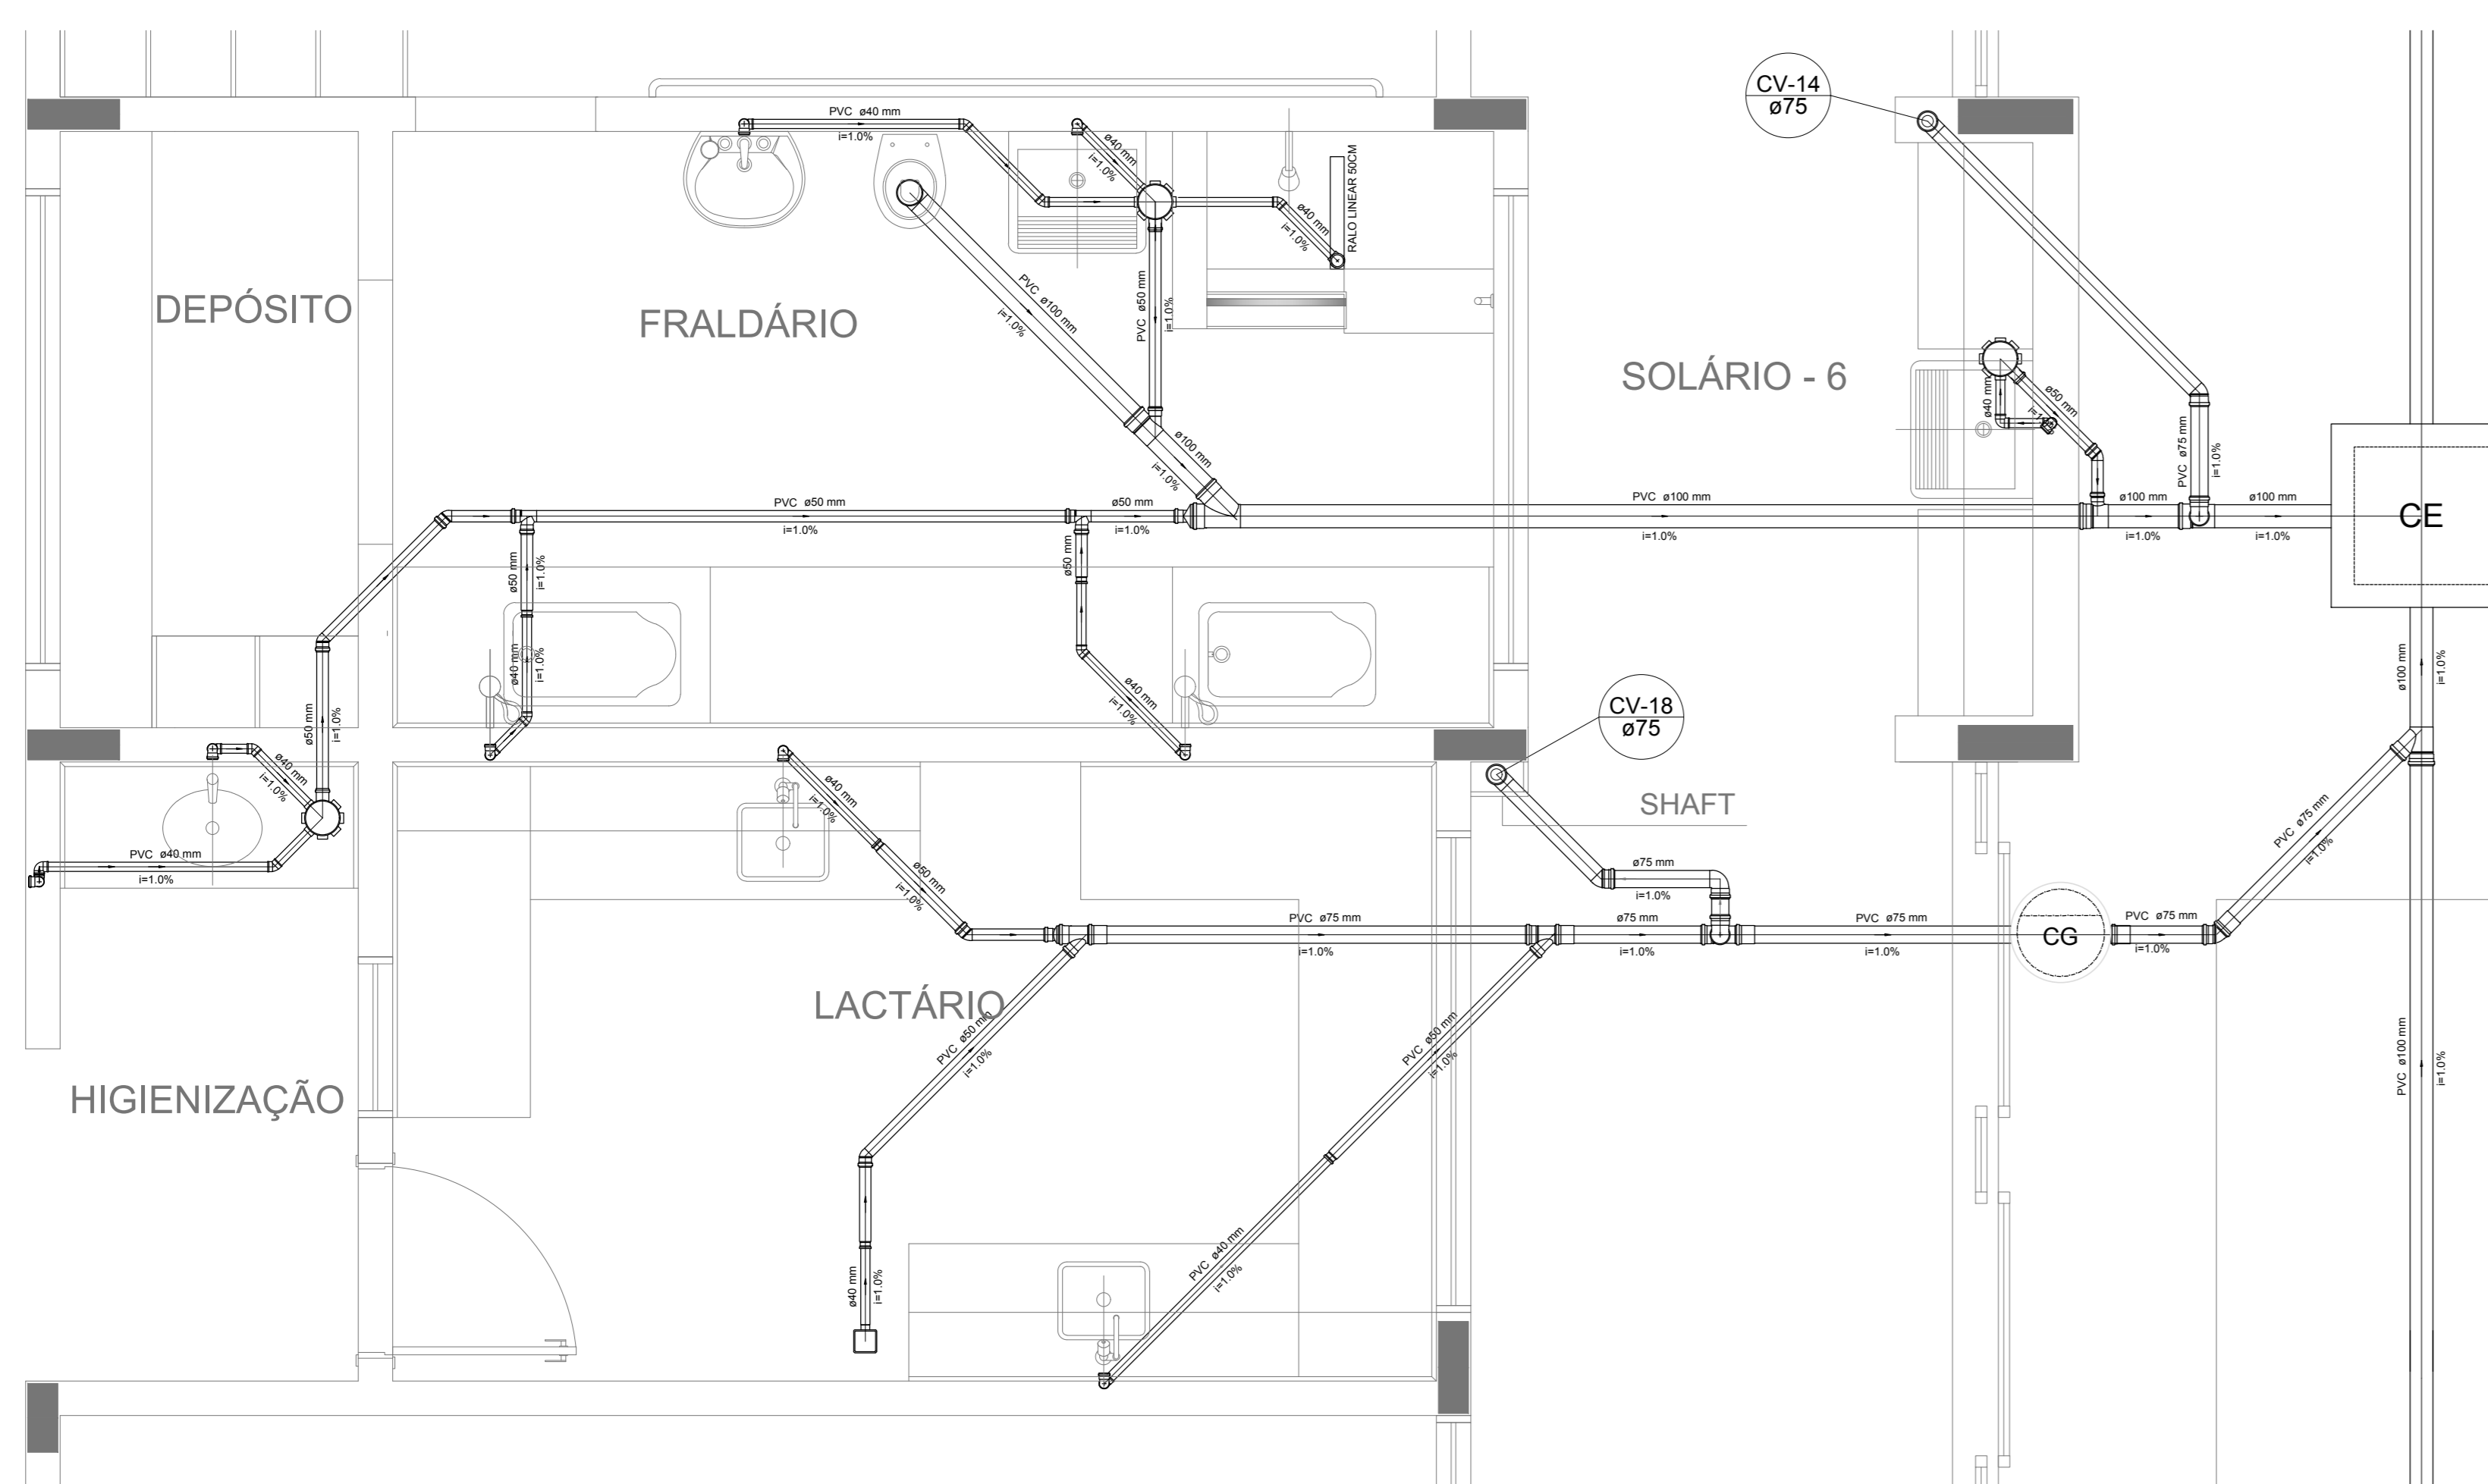 CV-14
ø75
PVC ø40 mm
i=1.0%
ø40 mm
i=1.0%
RALO LINEAR 50CM
ø40 mm
i=1.0%
DEPÓSITO
FRALDÁRIO
PVC ø100 mm
i=1.0%
PVC ø50 mm
i=1.0%
SOLÁRIO - 6
ø40 mm
ø50 mm
PVC ø75 mm
i=1.0%
ø100 mm
i=1.0%
PVC ø50 mm
i=1.0%
ø50 mm
i=1.0%
PVC ø100 mm
i=1.0%
ø100 mm
i=1.0%
ø100 mm
i=1.0%
CE
ø50 mm
i=1.0%
ø50 mm
ø40 mm
i=1.0%
ø40 mm
i=1.0%
ø100 mm
i=1.0%
CV-18
ø75
ø50 mm
i=1.0%
ø40 mm
i=1.0%
ø40 mm
i=1.0%
SHAFT
PVC ø75 mm
i=1.0%
PVC ø40 mm
i=1.0%
ø50 mm
i=1.0%
ø75 mm
i=1.0%
PVC ø75 mm
i=1.0%
ø75 mm
i=1.0%
PVC ø75 mm
i=1.0%
CG
PVC ø75 mm
i=1.0%
LACTÁRIO
PVC ø50 mm
i=1.0%
PVC ø50 mm
i=1.0%
PVC ø100 mm
i=1.0%
HIGIENIZAÇÃO
ø40 mm
i=1.0%
PVC ø40 mm
i=1.0%